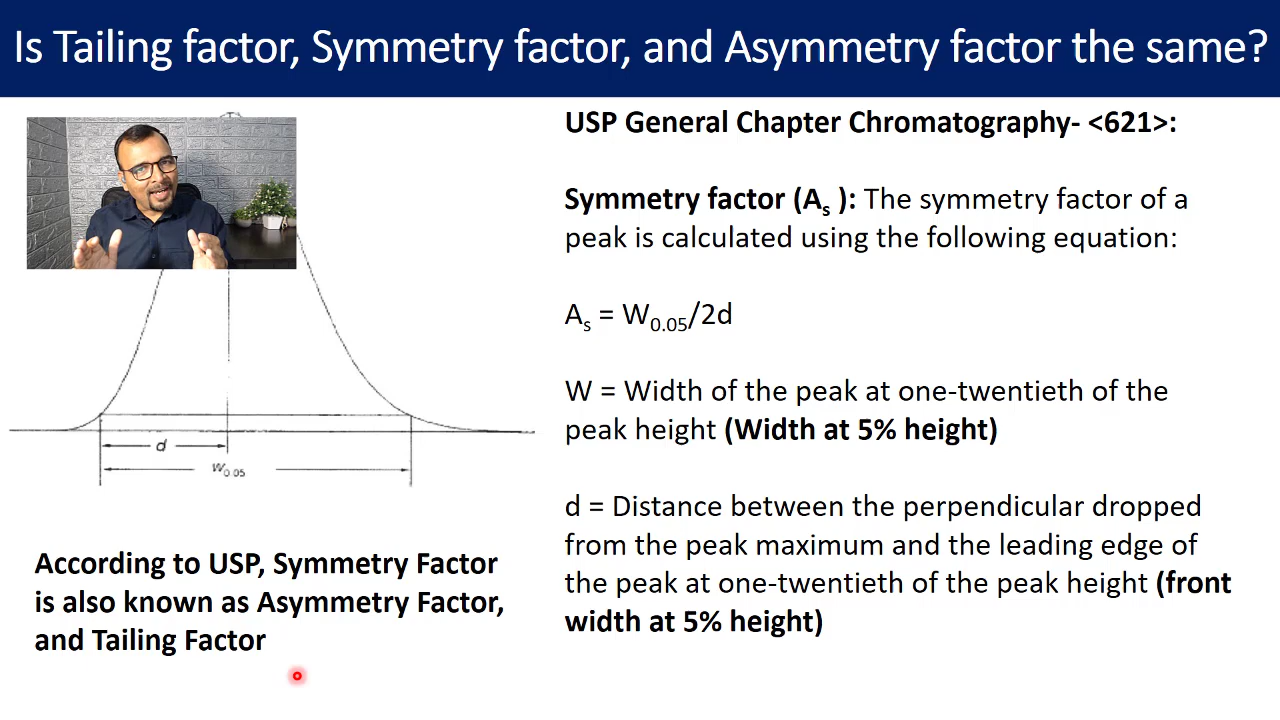 Is Tailing factor, Symmetry factor, and Asymmetry factor the same?
USP General Chapter Chromatography- <621>:
Symmetry factor (As ): The symmetry factor of a
peak is calculated using the following equation:
As = W0.05/2d
W = Width of the peak at one-twentieth of the
peak height (Width at 5% height)
d = Distance between the perpendicular dropped
from the peak maximum and the leading edge of
the peak at one-twentieth of the peak height (front
width at 5% height)
d
W0.05
According to USP, Symmetry Factor
is also known as Asymmetry Factor,
and Tailing Factor